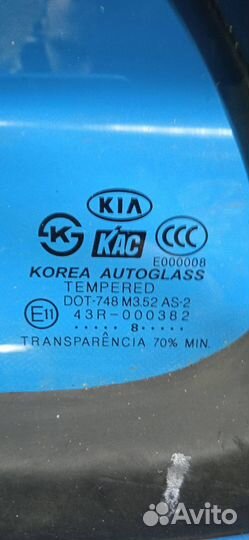 KIA
K KAC CCC
E000008
KOREA AUTOGLASS
TEMPERED
DOT-748 M3.52 AS-2
E11 43R-000382
..... 8.....
TRANSPARÊNCIA 70% MIN.
Avito